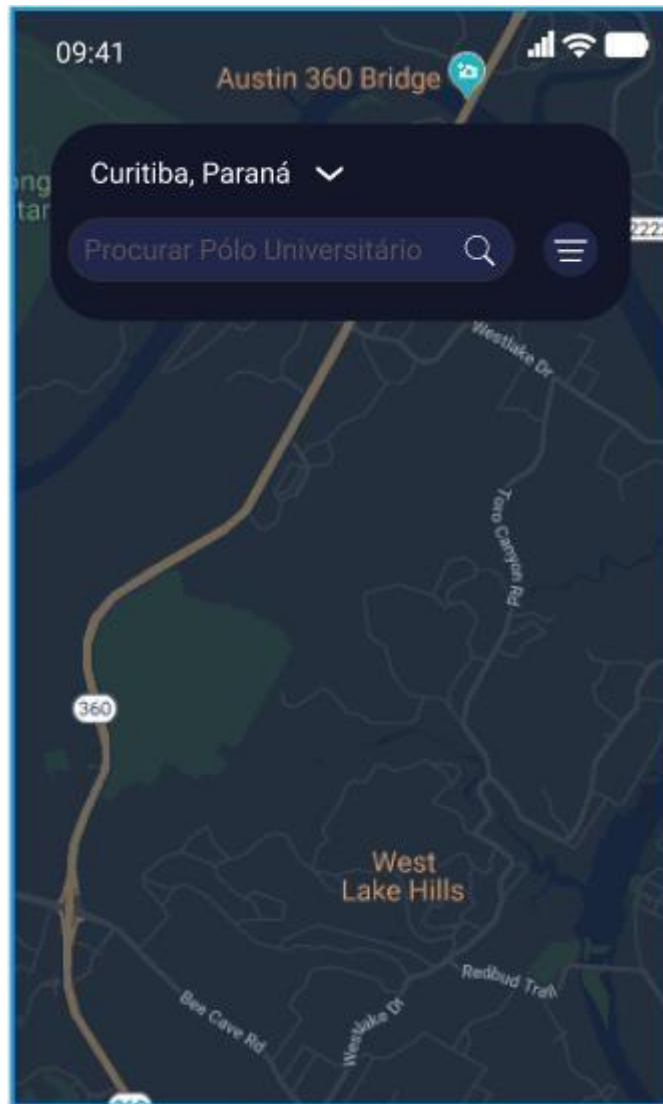 09:41
Austin 360 Bridge
Curitiba, Paraná
Procurar Pólo Universitário
Westlake Dr
Toro Canyon Rd
360
West
Lake Hills
Redbud Trail
Bee Cave Rd
Westlake Dr